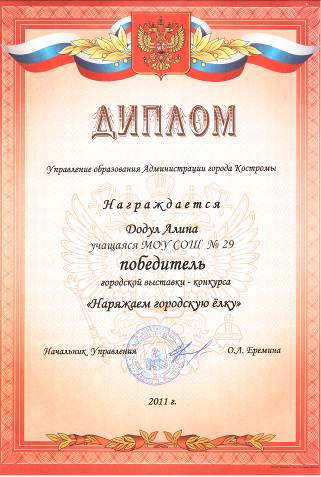 ДИПЛОМ
Управление образования Администрации города Костромы
Награждается
Додул Алина
учащаяся МОУ СОШ № 29
победитель
городской выставки - конкурса
«Наряжаем городскую ёлку»
Начальник Управления О.Л. Еремина
2011 г.